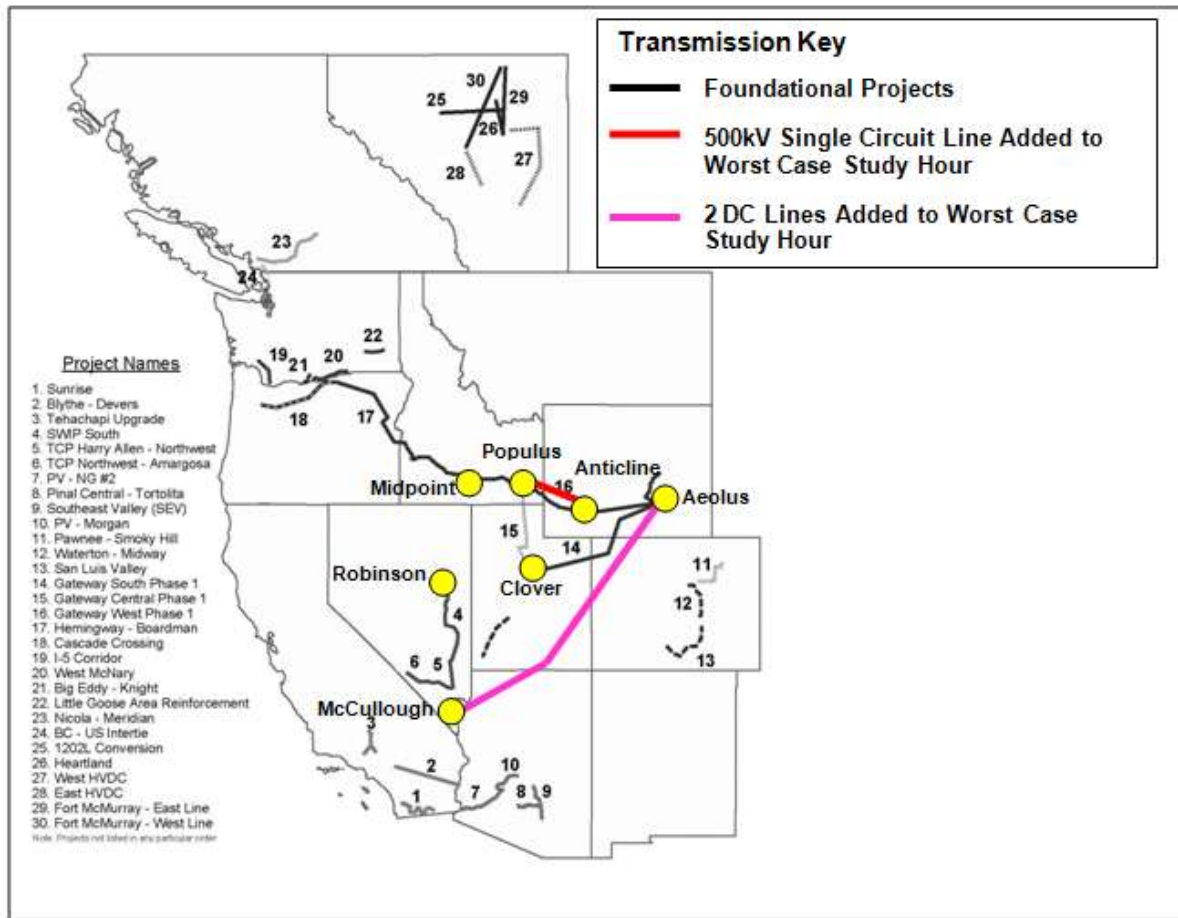 Transmission Key
Foundational Projects
500kV Single Circuit Line Added to
Worst Case Study Hour
2 DC Lines Added to Worst Case
Study Hour
30
29
25
26
27
28
23
24
22
19
20
21
17
18
Populus
Anticline
16
Midpoint
Aeolus
15
14
Robinson
Clover
11
4
12
6
5
13
McCullough
3
2
10
1
7
8
9
Project Names
1. Sunrise
2. Blythe - Devers
3. Tehachapi Upgrade
4. SWIP South
5. TCP Harry Allen - Northwest
6. TCP Northwest - Amargosa
7. PV - NG #2
8. Pinal Central - Tortolita
9. Southeast Valley (SEV)
10. PV - Morgan
11. Pawnee - Smoky Hill
12. Waterton - Midway
13. San Luis Valley
14. Gateway South Phase 1
15. Gateway Central Phase 1
16. Gateway West Phase 1
17. Hemingway - Boardman
18. Cascade Crossing
19. I-5 Corridor
20. West McNary
21. Big Eddy - Knight
22. Little Goose Area Reinforcement
23. Nicola - Meridian
24. BC - US Intertie
25. 1202L Conversion
26. Heartland
27. West HVDC
28. East HVDC
29. Fort McMurray - East Line
30. Fort McMurray - West Line
Note: Projects not listed in any particular order